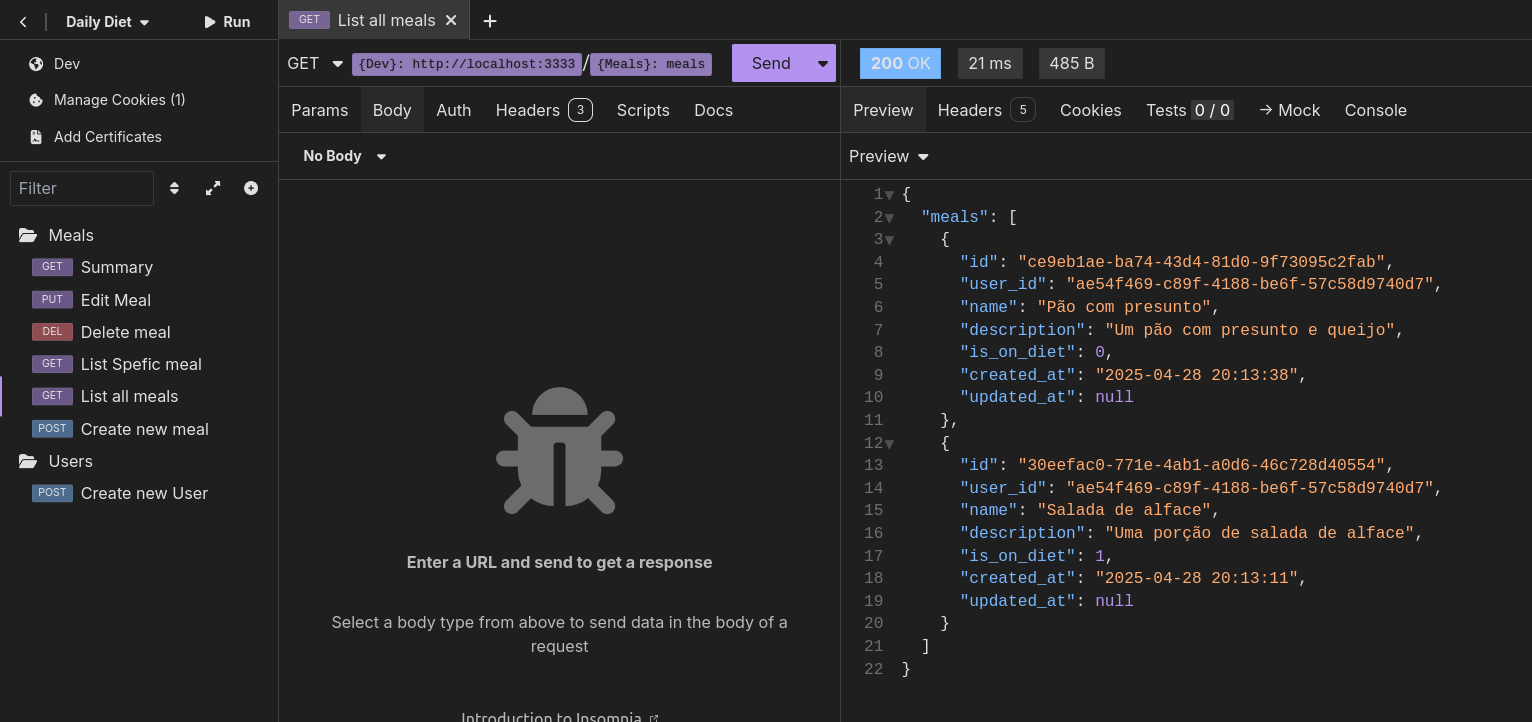 Daily Diet
Run
Dev
Manage Cookies (1)
Add Certificates
Filter
Meals
GET Summary
PUT Edit Meal
DEL Delete meal
GET List Spefic meal
GET List all meals
POST Create new meal
Users
POST Create new User
GET List all meals
GET {Dev}: http://localhost:3333 / {Meals}: meals Send
Params Body Auth Headers 3 Scripts Docs
No Body
Enter a URL and send to get a response
Select a body type from above to send data in the body of a
request
Introduction to Insomnia
200 OK 21 ms 485 B
Preview Headers 5 Cookies Tests 0 / 0 → Mock Console
Preview
1 {
2 "meals": [
3 {
4 "id": "ce9eb1ae-ba74-43d4-81d0-9f73095c2fab",
5 "user_id": "ae54f469-c89f-4188-be6f-57c58d9740d7",
6 "name": "Pão com presunto",
7 "description": "Um pão com presunto e queijo",
8 "is_on_diet": 0,
9 "created_at": "2025-04-28 20:13:38",
10 "updated_at": null
11 },
12 {
13 "id": "30eefac0-771e-4ab1-a0d6-46c728d40554",
14 "user_id": "ae54f469-c89f-4188-be6f-57c58d9740d7",
15 "name": "Salada de alface",
16 "description": "Uma porção de salada de alface",
17 "is_on_diet": 1,
18 "created_at": "2025-04-28 20:13:11",
19 "updated_at": null
20 }
21 ]
22 }